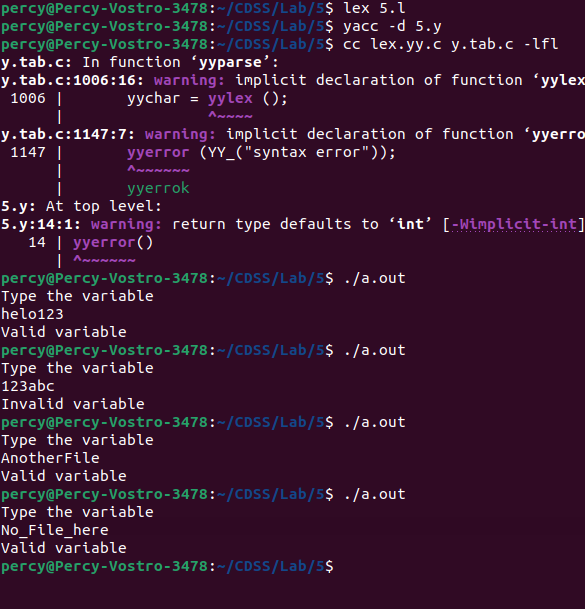 percy@Percy-Vostro-3478:~/CDSS/Lab/5$ lex 5.l
percy@Percy-Vostro-3478:~/CDSS/Lab/5$ yacc -d 5.y
percy@Percy-Vostro-3478:~/CDSS/Lab/5$ cc lex.yy.c y.tab.c -lfl
y.tab.c: In function ‘yyparse’:
y.tab.c:1006:16: warning: implicit declaration of function ‘yylex
 1006 |       yychar = yylex ();
      |                ^~~~~
y.tab.c:1147:7: warning: implicit declaration of function ‘yyerro
 1147 |       yyerror (YY_("syntax error"));
      |       ^~~~~~~
      |       yyerrok
5.y: At top level:
5.y:14:1: warning: return type defaults to ‘int’ [-Wimplicit-int]
   14 | yyerror()
      | ^~~~~~~
percy@Percy-Vostro-3478:~/CDSS/Lab/5$ ./a.out
Type the variable
helo123
Valid variable
percy@Percy-Vostro-3478:~/CDSS/Lab/5$ ./a.out
Type the variable
123abc
Invalid variable
percy@Percy-Vostro-3478:~/CDSS/Lab/5$ ./a.out
Type the variable
AnotherFile
Valid variable
percy@Percy-Vostro-3478:~/CDSS/Lab/5$ ./a.out
Type the variable
No_File_here
Valid variable
percy@Percy-Vostro-3478:~/CDSS/Lab/5$